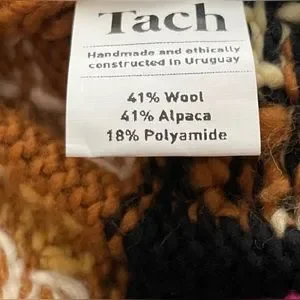 Tach
Handmade and ethically
constructed in Uruguay
41% Wool
41% Alpaca
18% Polyamide